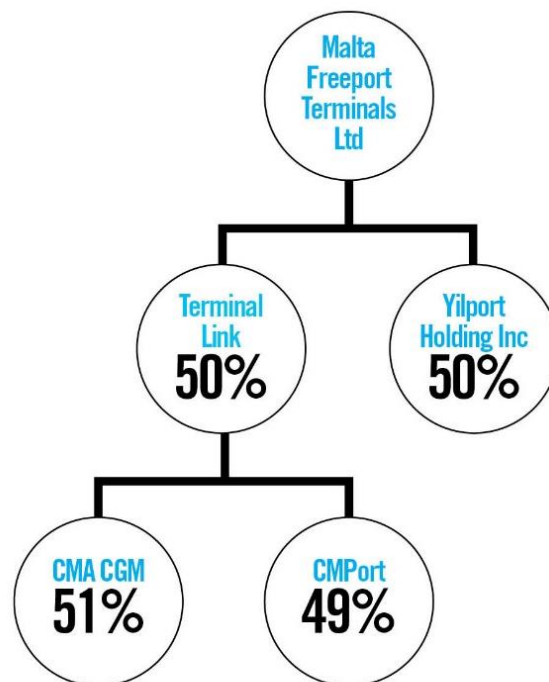 Malta
Freeport
Terminals
Ltd
Terminal
Link
50%
Yilport
Holding Inc
50%
CMA CGM
51%
CMPort
49%